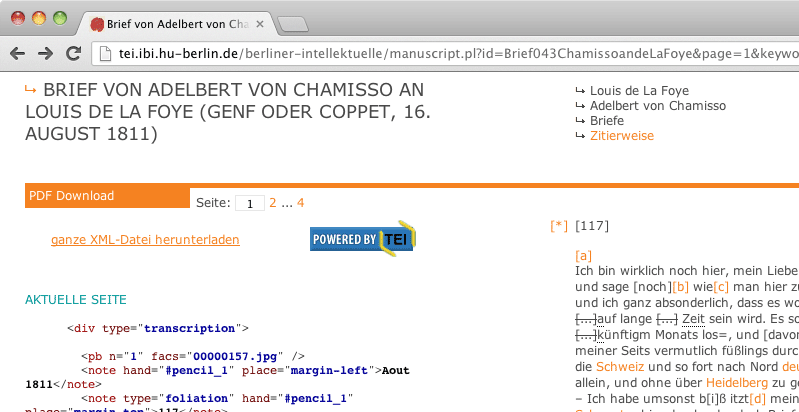 Brief von Adelbert von Cha
tei.ibi.hu-berlin.de/berliner-intellektuelle/manuscript.pl?id=Brief043ChamissoandeLaFoye&page=1&keywo
↳ BRIEF VON ADELBERT VON CHAMISSO AN
LOUIS DE LA FOYE (GENF ODER COPPET, 16.
AUGUST 1811)
↳ Louis de La Foye
↳ Adelbert von Chamisso
↳ Briefe
↳ Zitierweise
PDF Download
Seite: 1 2 ... 4
ganze XML-Datei herunterladen
POWERED BY TEI
AKTUELLE SEITE
<div type="transcription">
<pb n="1" facs="00000157.jpg" />
<note hand="#pencil_1" place="margin-left">Aout
1811</note>
<note type="foliation" hand="#pencil_1"
place="margin-top">117</note>
[*] [117]
[a]
Ich bin wirklich noch hier, mein Liebe
und sage [noch][b] wie[c] man hier zu
und ich ganz absonderlich, dass es wo
[...]auf lange [...] Zeit sein wird. Es so
[...]künftigm Monats los=, und [davor
meiner Seits vermutlich füßlings durc
die Schweiz und so fort nach Nord deu
allein, und ohne über Heidelberg zu ge
– Ich habe umsonst b[i]ß itzt[d] mein